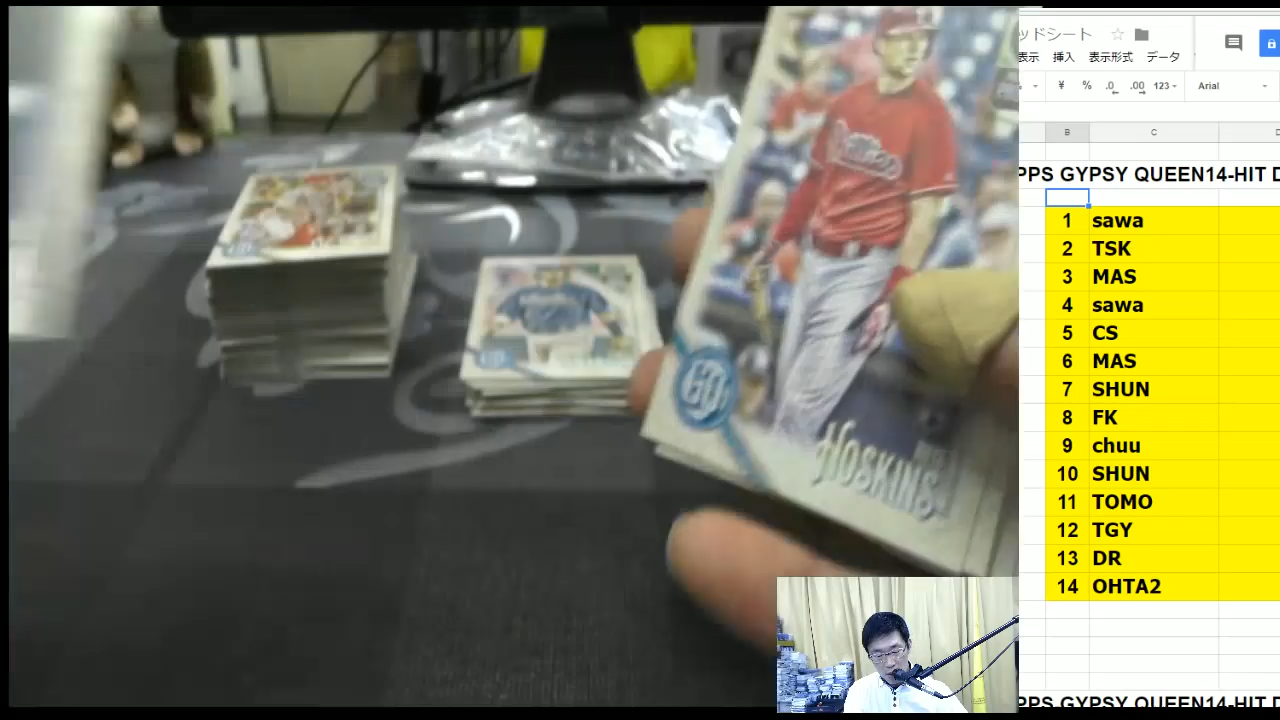 ッドシート
表示 挿入 表示形式 データ
¥ % .0 .00 123 Arial
B C D
PPS GYPSY QUEEN14-HIT D
1 sawa
2 TSK
3 MAS
4 sawa
5 CS
6 MAS
7 SHUN
8 FK
9 chuu
10 SHUN
11 TOMO
12 TGY
13 DR
14 OHTA2
PPS GYPSY QUEEN14-HIT D
GQ
HOSKINS